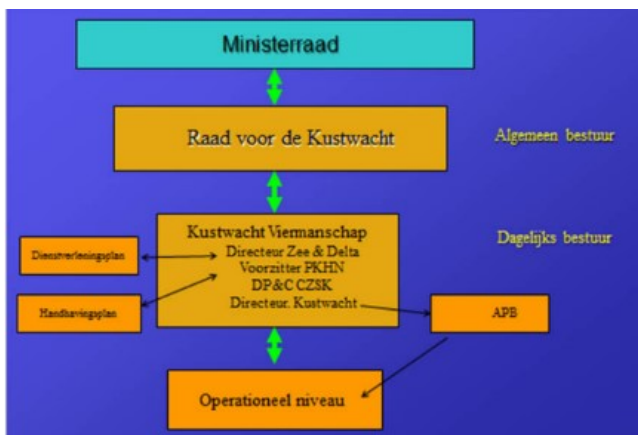 Ministerraad
Raad voor de Kustwacht
Algemeen bestuur
Kustwacht Viermanschap
Directeur Zee & Delta
Voorzitter PKHN
DP&C CZSK
Directeur. Kustwacht
Dagelijks bestuur
Dienstverleningsplan
Handhavingsplan
APB
Operationeel niveau